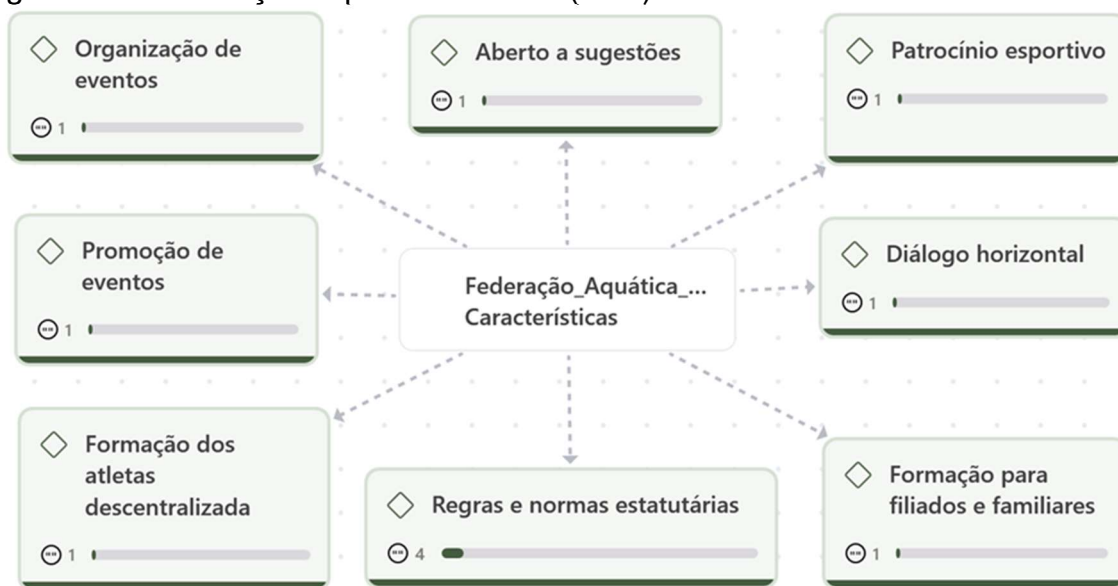 Organização de
eventos
1
Aberto a sugestões
1
Patrocínio esportivo
1
Promoção de
eventos
1
Federação_Aquática_...
Características
Diálogo horizontal
1
Formação dos
atletas
descentralizada
1
Regras e normas estatutárias
4
Formação para
filiados e familiares
1